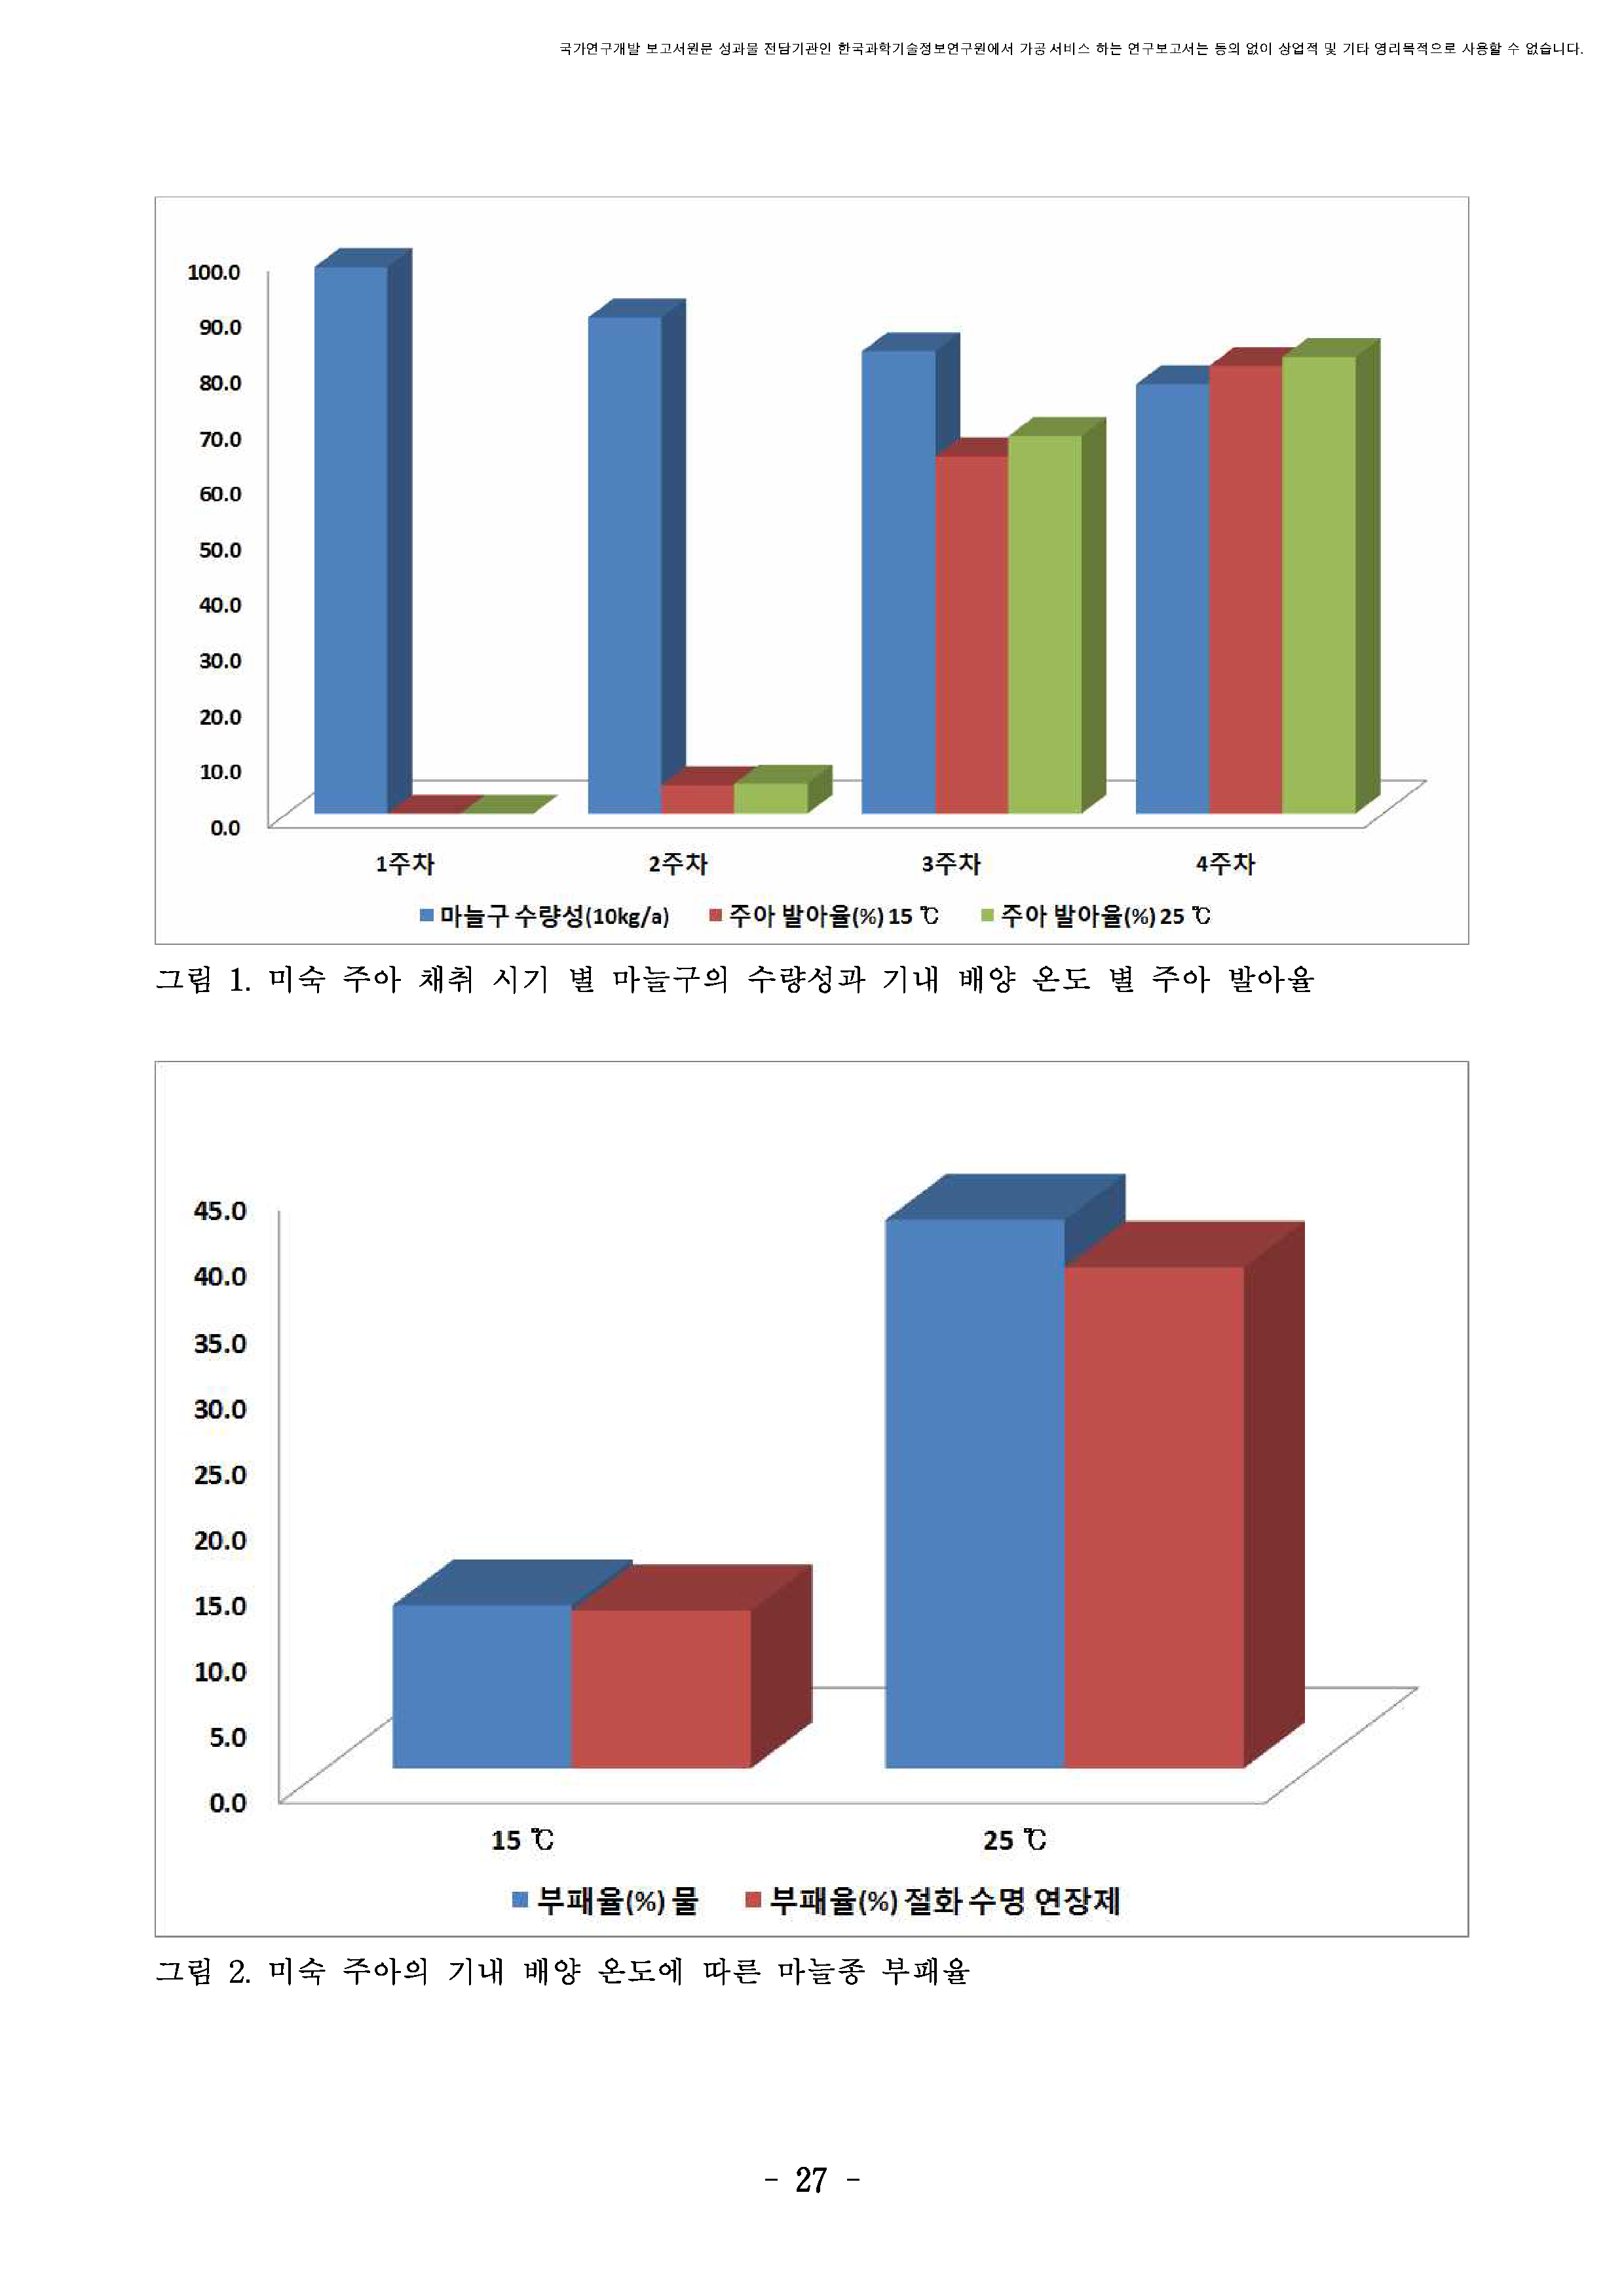 국가연구개발 보고서원문 성과물 전담기관인 한국과학기술정보연구원에서 가공·서비스 하는 연구보고서는 동의 없이 상업적 및 기타 영리목적으로 사용할 수 없습니다.
100.0
90.0
80.0
70.0
60.0
50.0
40.0
30.0
20.0
10.0
0.0
1주차 2주차 3주차 4주차
마늘구 수량성(10kg/a) 주아 발아율(%) 15 ℃ 주아 발아율(%) 25 ℃
그림 1. 미숙 주아 채취 시기 별 마늘구의 수량성과 기내 배양 온도 별 주아 발아율
45.0
40.0
35.0
30.0
25.0
20.0
15.0
10.0
5.0
0.0
15 ℃ 25 ℃
부패율(%) 물 부패율(%) 절화 수명 연장제
그림 2. 미숙 주아의 기내 배양 온도에 따른 마늘종 부패율
- 27 -